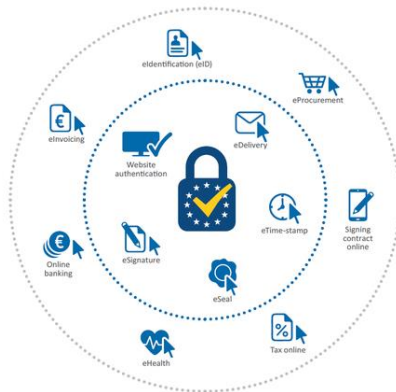 eIdentification (eID)
eProcurement
eInvoicing
eDelivery
Website
authentication
eTime-stamp
Signing
contract
online
Online
banking
eSignature
eSeal
eHealth
Tax online